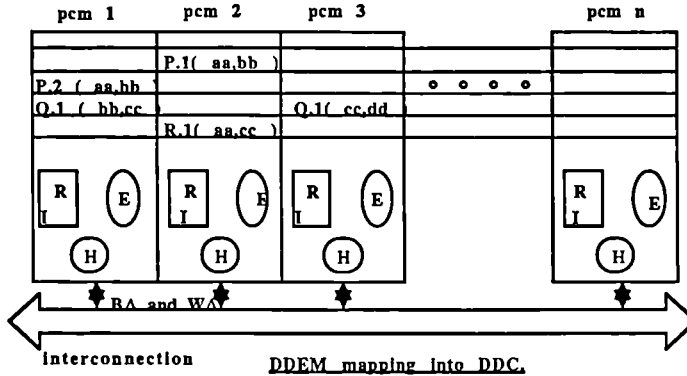 pcm 1 pcm 2 pcm 3 pcm n
P.1( aa,bb )
P.2 ( aa,bb )
Q.1 ( bb,cc ) Q.1( cc,dd )
R.1( aa,cc )
R E R E R E R E
I I I I
H H H H
BA and WA
interconnection DDEM mapping into DDC.